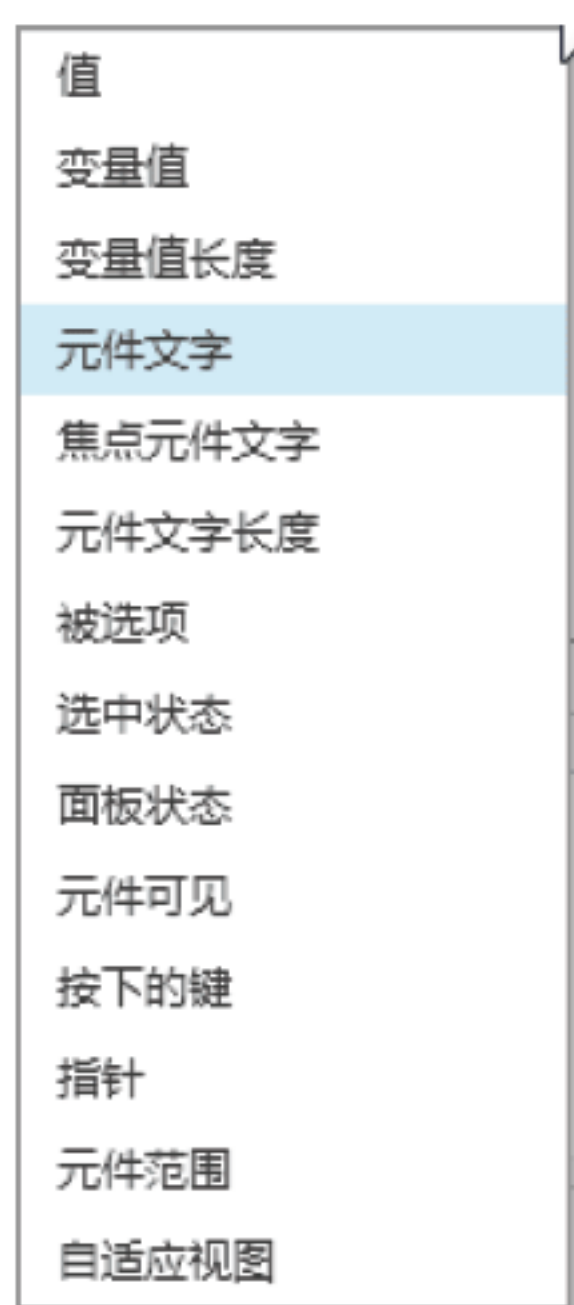 值
变量值
变量值长度
元件文字
焦点元件文字
元件文字长度
被选项
选中状态
面板状态
元件可见
按下的键
指针
元件范围
自适应视图